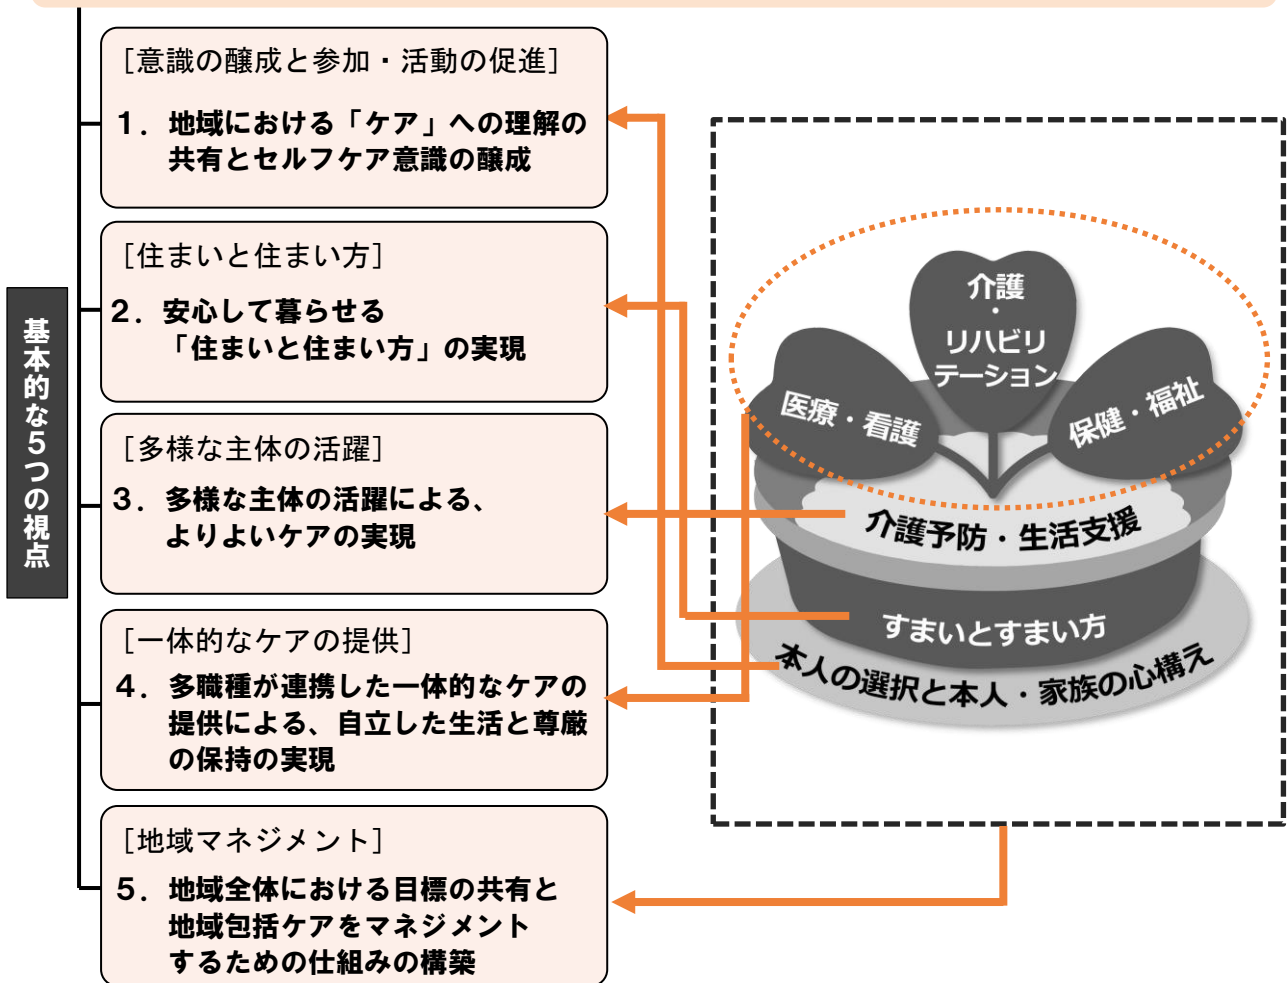 基本的な５つの視点
［意識の醸成と参加・活動の促進］
１．地域における「ケア」への理解の
共有とセルフケア意識の醸成
［住まいと住まい方］
２．安心して暮らせる
「住まいと住まい方」の実現
［多様な主体の活躍］
３．多様な主体の活躍による、
よりよいケアの実現
［一体的なケアの提供］
４．多職種が連携した一体的なケアの
提供による、自立した生活と尊厳
の保持の実現
［地域マネジメント］
５．地域全体における目標の共有と
地域包括ケアをマネジメント
するための仕組みの構築
介護
・
リハビリ
テーション
医療・看護
保健・福祉
介護予防・生活支援
すまいとすまい方
本人の選択と本人・家族の心構え